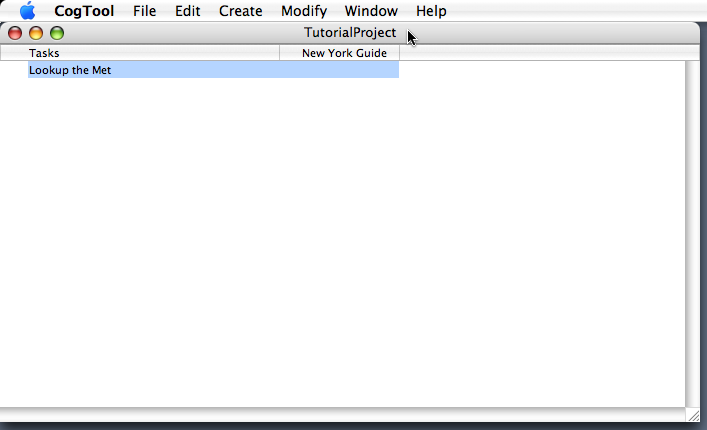 CogTool File Edit Create Modify Window Help
TutorialProject
Tasks New York Guide
Lookup the Met